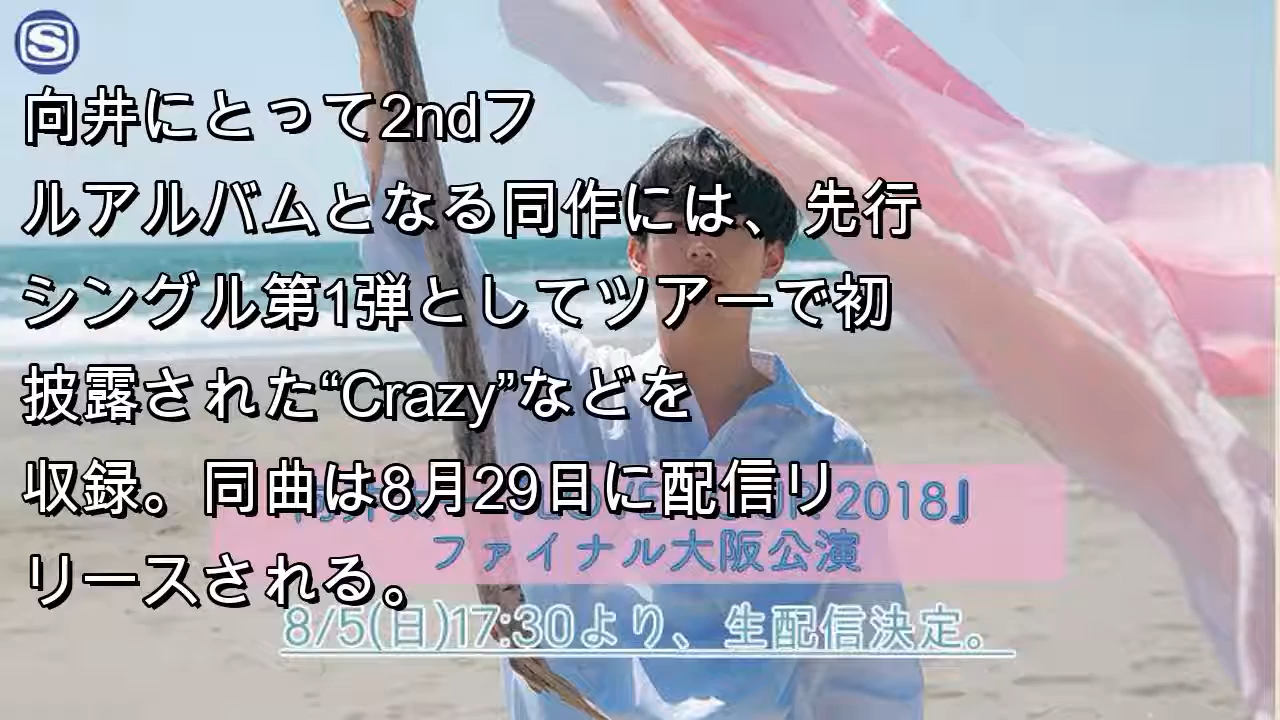 S
向井にとって2ndフ
ルアルバムとなる同作には、先行
シングル第1弾としてツアーで初
披露された“Crazy”などを
収録。同曲は8月29日に配信リ
リースされる。
2018』
ファイナル大阪公演
8/5(日)17:30より、生配信決定。